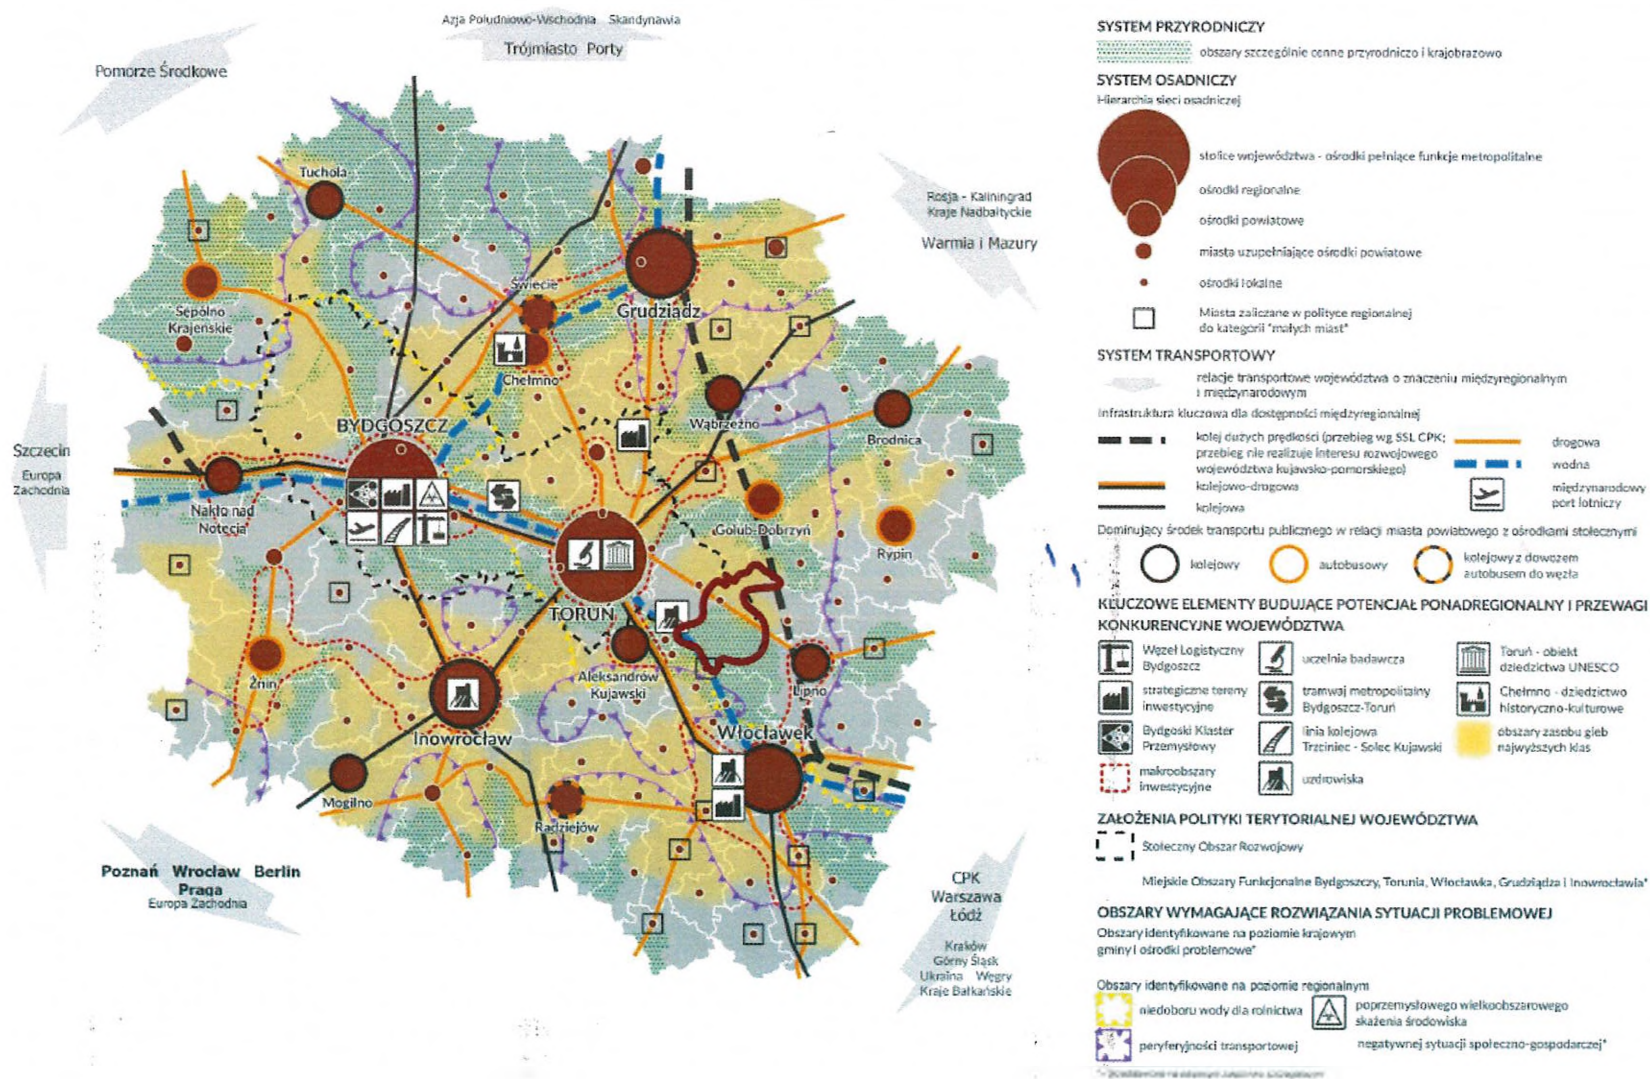 Azja Południowo-Wschodnia Skandynawia
Trójmiasto Porty
Pomorze Środkowe
Rosja - Kaliningrad
Kraje Nadbałtyckie
Warmia i Mazury
Szczecin
Europa
Zachodnia
Poznań Wrocław Berlin
Praga
Europa Zachodnia
CPK
Warszawa
Łódź
Kraków
Górny Śląsk
Ukraina Węgry
Kraje Bałkańskie
Tuchola
Sępólno
Krajeńskie
Świecie
Grudziądz
Chełmno
BYDGOSZCZ
Wąbrzeźno
Brodnica
Nakło nad
Notecią
Golub-Dobrzyń
Rypin
TORUŃ
Aleksandrów
Kujawski
Lipno
Żnin
Inowrocław
Włocławek
Mogilno
Radziejów
SYSTEM PRZYRODNICZY
obszary szczególnie cenne przyrodniczo i krajobrazowo
SYSTEM OSADNICZY
Hierarchia sieci osadniczej
stolice województwa - ośrodki pełniące funkcje metropolitalne
ośrodki regionalne
ośrodki powiatowe
miasta uzupełniające ośrodki powiatowe
ośrodki lokalne
Miasta zaliczane w polityce regionalnej
do kategorii "małych miast"
SYSTEM TRANSPORTOWY
relacje transportowe województwa o znaczeniu międzyregionalnym
i międzynarodowym
Infrastruktura kluczowa dla dostępności międzyregionalnej
kolej dużych prędkości (przebieg wg SSL CPK;
przebieg nie realizuje interesu rozwojowego
województwa kujawsko-pomorskiego)
kolejowo-drogowa
kolejowa
drogowa
wodna
międzynarodowy
port lotniczy
Dominujący środek transportu publicznego w relacji miasta powiatowego z ośrodkami stołecznymi
kolejowy
autobusowy
kolejowy z dowozem
autobusem do węzła
KLUCZOWE ELEMENTY BUDUJĄCE POTENCJAŁ PONADREGIONALNY I PRZEWAGI
KONKURENCYJNE WOJEWÓDZTWA
Węzeł Logistyczny
Bydgoszcz
uczelnia badawcza
Toruń - obiekt
dziedzictwa UNESCO
strategiczne tereny
inwestycyjne
tramwaj metropolitalny
Bydgoszcz-Toruń
Chełmno - dziedzictwo
historyczno-kulturowe
Bydgoski Klaster
Przemysłowy
linia kolejowa
Trzciniec - Solec Kujawski
obszary zasobu gleb
najwyższych klas
makroobszary
inwestycyjne
uzdrowiska
ZAŁOŻENIA POLITYKI TERYTORIALNEJ WOJEWÓDZTWA
Stołeczny Obszar Rozwojowy
Miejskie Obszary Funkcjonalne Bydgoszczy, Torunia, Włocławka, Grudziądza i Inowrocławia*
OBSZARY WYMAGAJĄCE ROZWIĄZANIA SYTUACJI PROBLEMOWEJ
Obszary identyfikowane na poziomie krajowym
gminy i ośrodki problemowe*
Obszary identyfikowane na poziomie regionalnym
niedoboru wody dla rolnictwa
poprzemysłowego wielkoobszarowego
skażenia środowiska
peryferyjności transportowej
negatywnej sytuacji społeczno-gospodarczej*